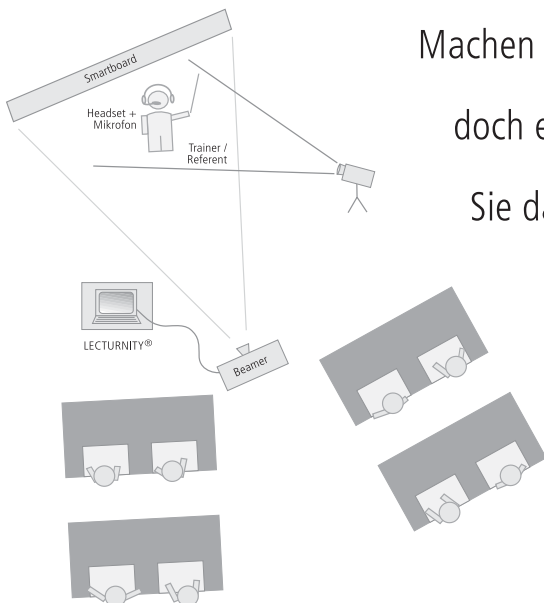 Machen
doch e
Sie da
Smartboard
Headset +
Mikrofon
Trainer /
Referent
LECTURNITY®
Beamer